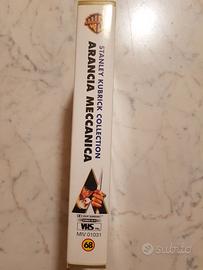 STANLEY KUBRICK COLLECTION
ARANCIA MECCANICA
VHS
MIV 01031
68
Subito